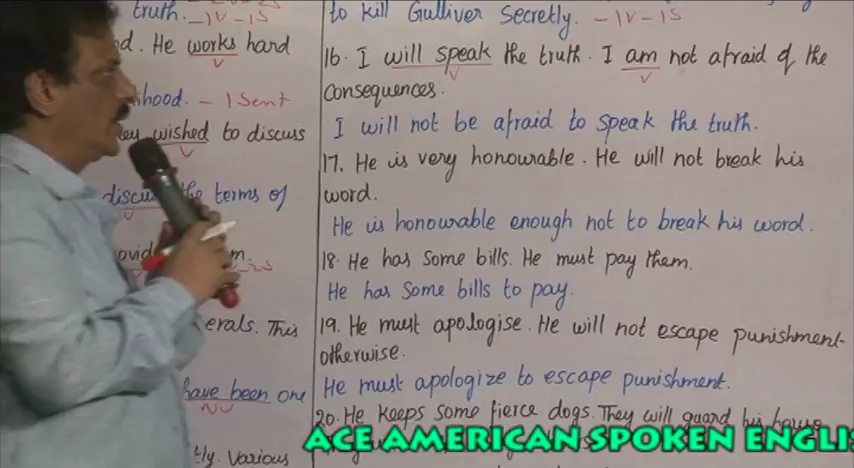 truth. – 1V – 1S
He works hard
V
– 1 Sent
wished to discuss
V
discuss the terms of
V
This
have been one
NV
Various
to kill Gulliver secretly. – 1V – 1S
16. I will speak the truth. I am not afraid of the
V V
consequences.
I will not be afraid to speak the truth.
17. He is very honourable. He will not break his
word.
He is honourable enough not to break his word.
18. He has some bills. He must pay them.
He has some bills to pay.
19. He must apologise. He will not escape punishment
otherwise.
He must apologize to escape punishment.
20. He keeps some fierce dogs. They will guard his house
ACE AMERICAN SPOKEN ENGLIS